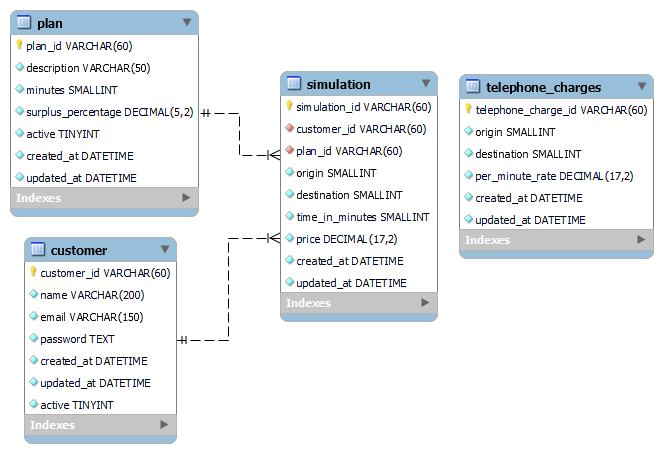 plan
plan_id VARCHAR(60)
description VARCHAR(50)
minutes SMALLINT
surplus_percentage DECIMAL(5,2)
active TINYINT
created_at DATETIME
updated_at DATETIME
Indexes
customer
customer_id VARCHAR(60)
name VARCHAR(200)
email VARCHAR(150)
password TEXT
created_at DATETIME
updated_at DATETIME
active TINYINT
Indexes
simulation
simulation_id VARCHAR(60)
customer_id VARCHAR(60)
plan_id VARCHAR(60)
origin SMALLINT
destination SMALLINT
time_in_minutes SMALLINT
price DECIMAL(17,2)
created_at DATETIME
updated_at DATETIME
Indexes
telephone_charges
telephone_charge_id VARCHAR(60)
origin SMALLINT
destination SMALLINT
per_minute_rate DECIMAL(17,2)
created_at DATETIME
updated_at DATETIME
Indexes